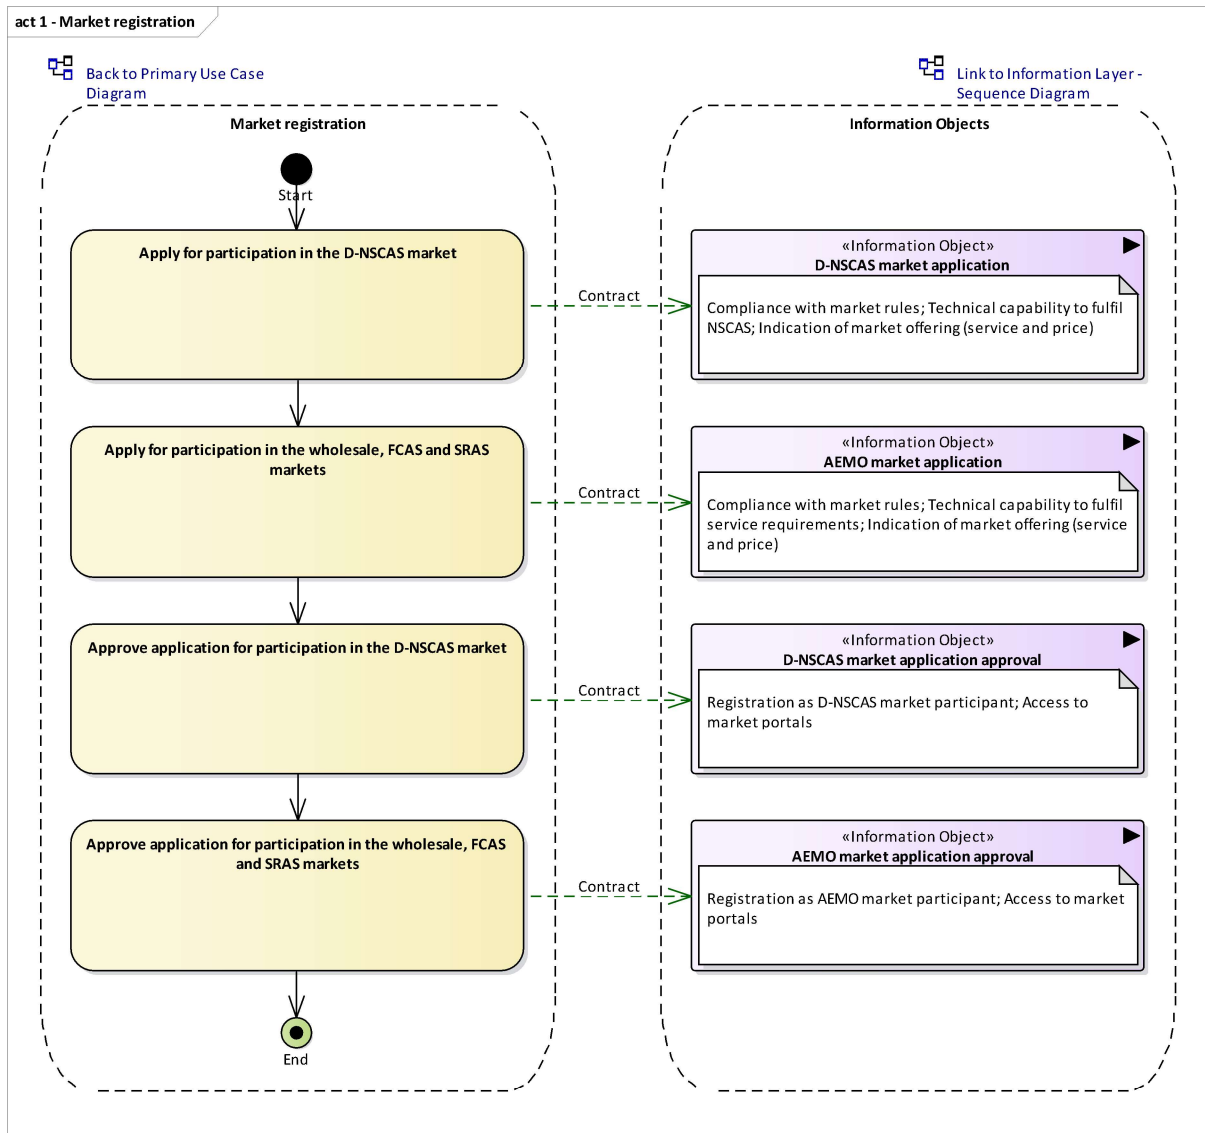 act 1 - Market registration
Back to Primary Use Case
Diagram
Link to Information Layer -
Sequence Diagram
Market registration
Information Objects
Start
Apply for participation in the D-NSCAS market
Contract
«Information Object»
D-NSCAS market application
Compliance with market rules; Technical capability to fulfil
NSCAS; Indication of market offering (service and price)
Apply for participation in the wholesale, FCAS and SRAS
markets
Contract
«Information Object»
AEMO market application
Compliance with market rules; Technical capability to fulfil
service requirements; Indication of market offering (service
and price)
Approve application for participation in the D-NSCAS market
Contract
«Information Object»
D-NSCAS market application approval
Registration as D-NSCAS market participant; Access to
market portals
Approve application for participation in the wholesale, FCAS
and SRAS markets
Contract
«Information Object»
AEMO market application approval
Registration as AEMO market participant; Access to market
portals
End